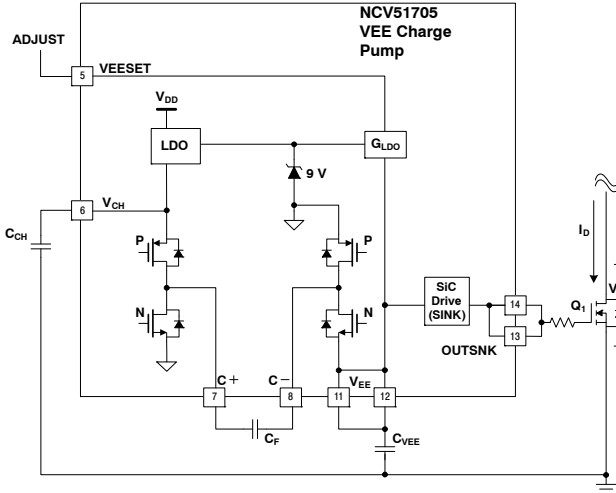 NCV51705
VEE Charge
Pump
ADJUST
5
VEESET
VDD
LDO
GLDO
9 V
6
VCH
CCH
P
P
ID
SiC
Drive
(SINK)
14
Q1
V
N
N
13
OUTSNK
C+
C−
VEE
7
8
11
12
CF
CVEE